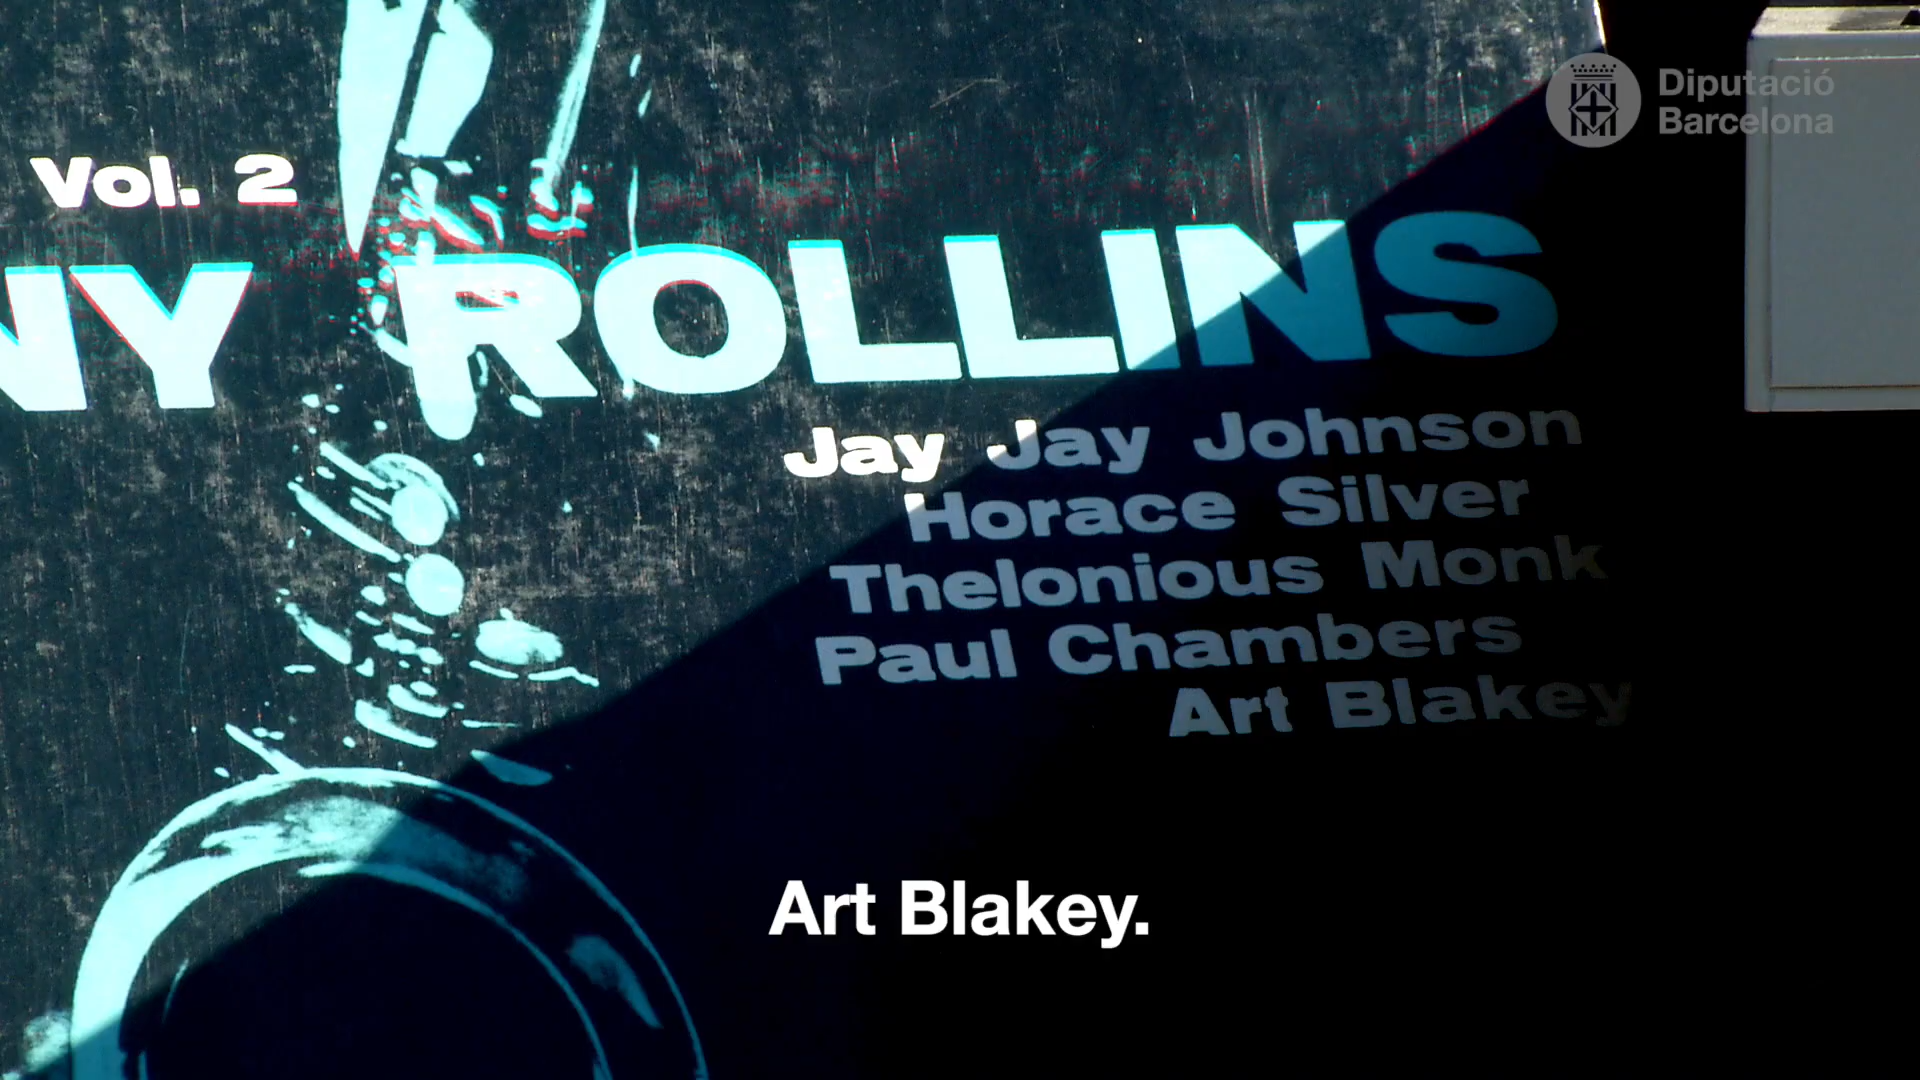 Diputació
Barcelona
Vol. 2
NY ROLLINS
Jay Jay Johnson
Horace Silver
Thelonious Monk
Paul Chambers
Art Blakey
Art Blakey.